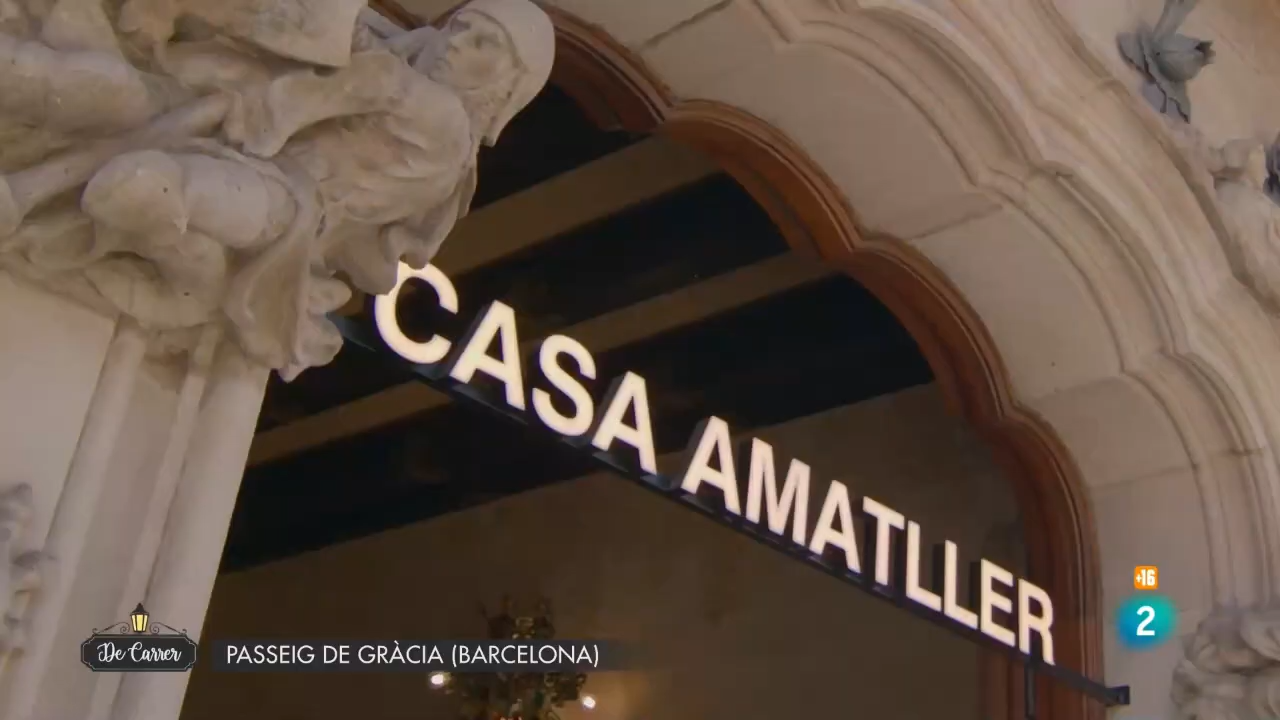 CASA AMATLLER
+16
2
De Carrer
PASSEIG DE GRÀCIA (BARCELONA)